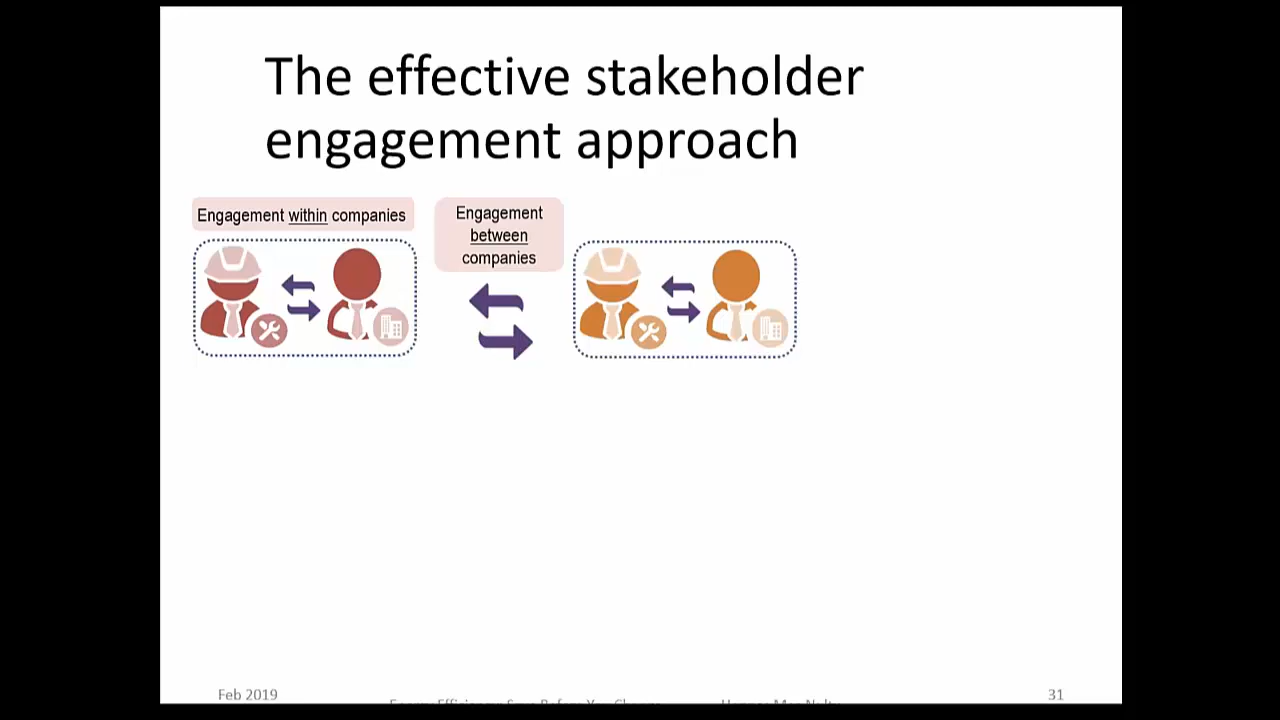 The effective stakeholder
engagement approach
Engagement within companies
Engagement
between
companies
Feb 2019
31